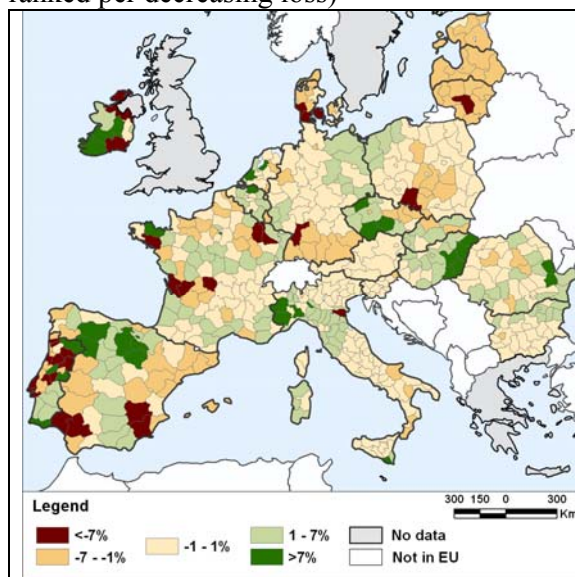 ranked per decreasing loss)
Legend
<-7%
-7 - -1%
-1 - 1%
1 - 7%
>7%
No data
Not in EU
300 150 0 300
Km